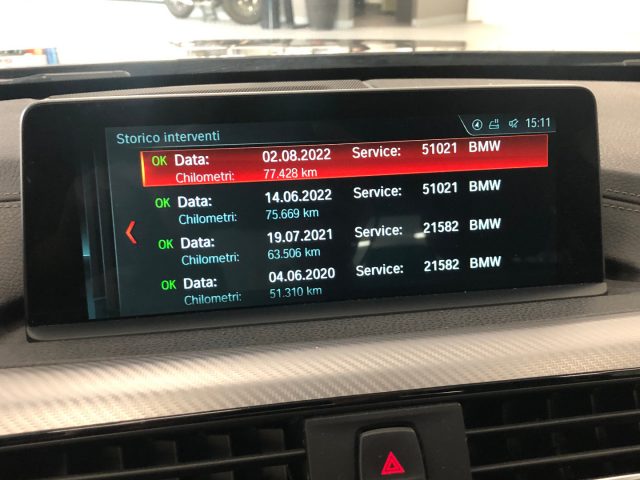 15:11
Storico interventi
OK Data: 02.08.2022 Service: 51021 BMW
Chilometri: 77.428 km
OK Data: 14.06.2022 Service: 51021 BMW
Chilometri: 75.669 km
OK Data: 19.07.2021 Service: 21582 BMW
Chilometri: 63.506 km
OK Data: 04.06.2020 Service: 21582 BMW
Chilometri: 51.310 km